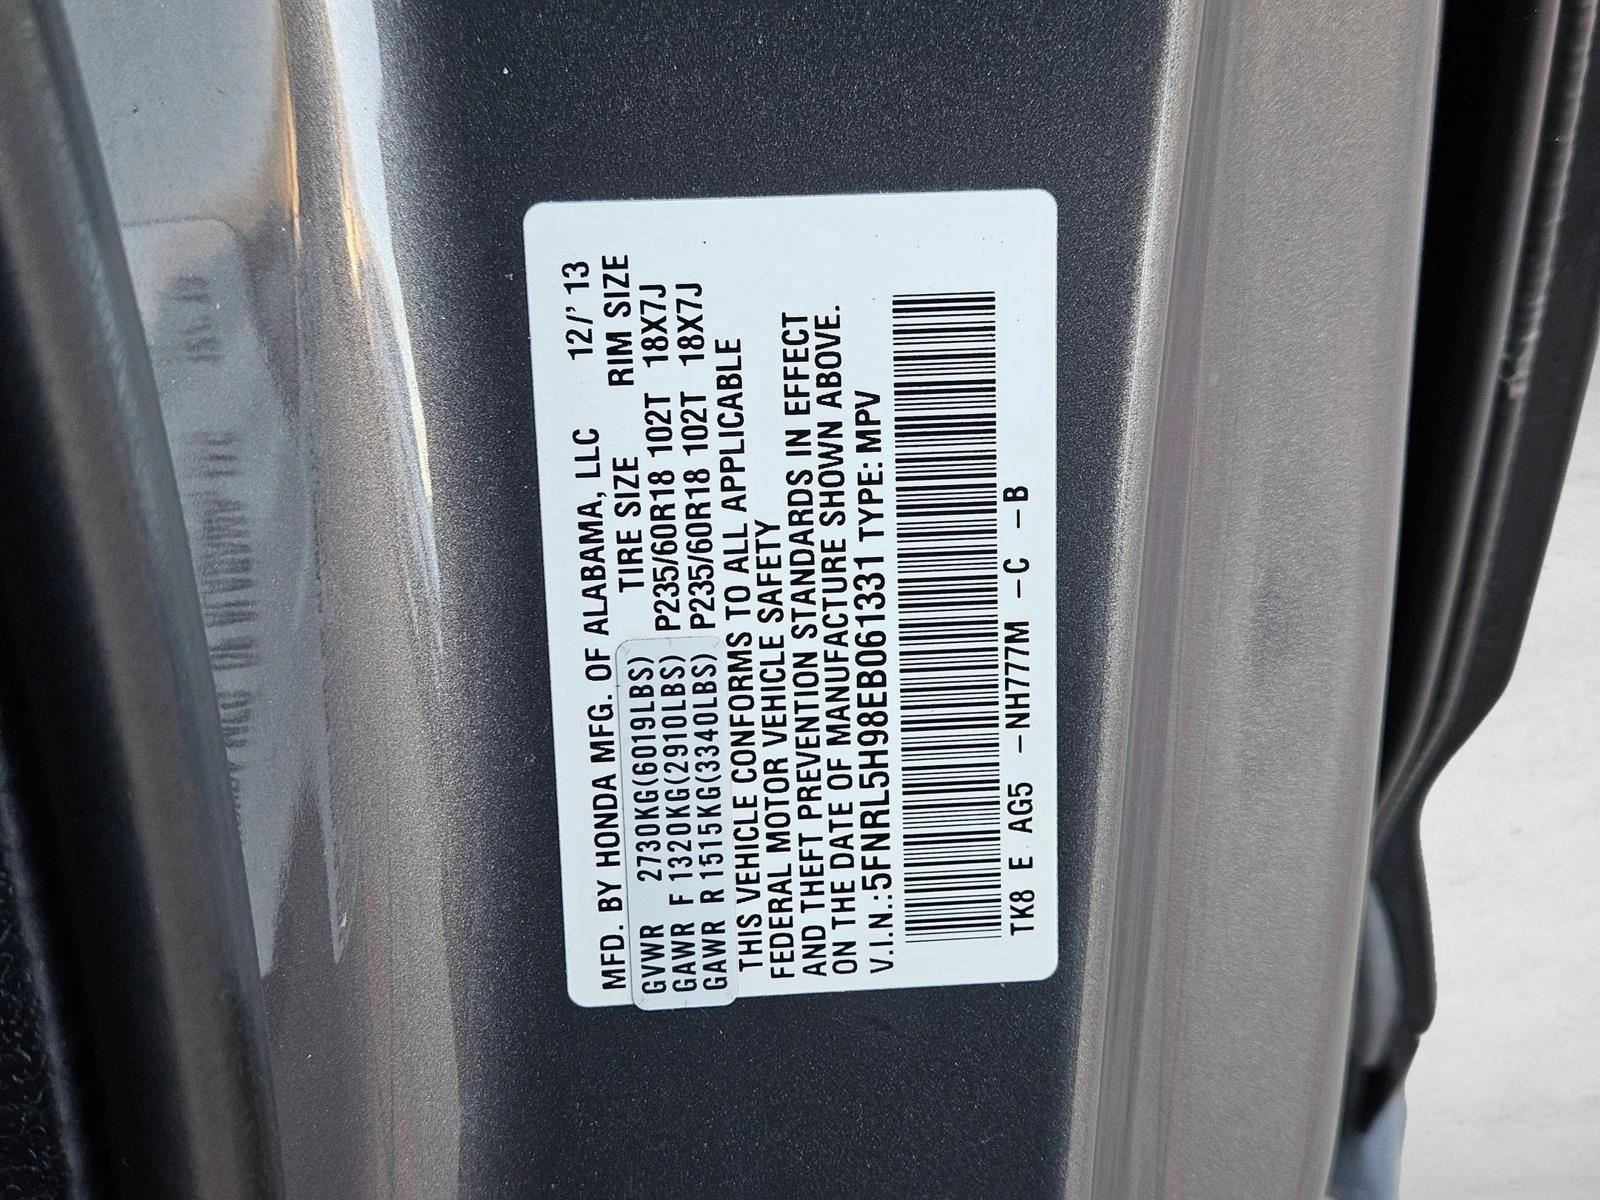 MFD. BY HONDA MFG. OF ALABAMA, LLC 12/'13
TIRE SIZE RIM SIZE
GVWR 2730KG(6019LBS)
GAWR F 1320KG(2910LBS) P235/60R18 102T 18X7J
GAWR R 1515KG(3340LBS) P235/60R18 102T 18X7J
THIS VEHICLE CONFORMS TO ALL APPLICABLE
FEDERAL MOTOR VEHICLE SAFETY
AND THEFT PREVENTION STANDARDS IN EFFECT
ON THE DATE OF MANUFACTURE SHOWN ABOVE.
V.I.N.:5FNRL5H98EB061331 TYPE: MPV
TK8 E AG5 -NH777M -C -B